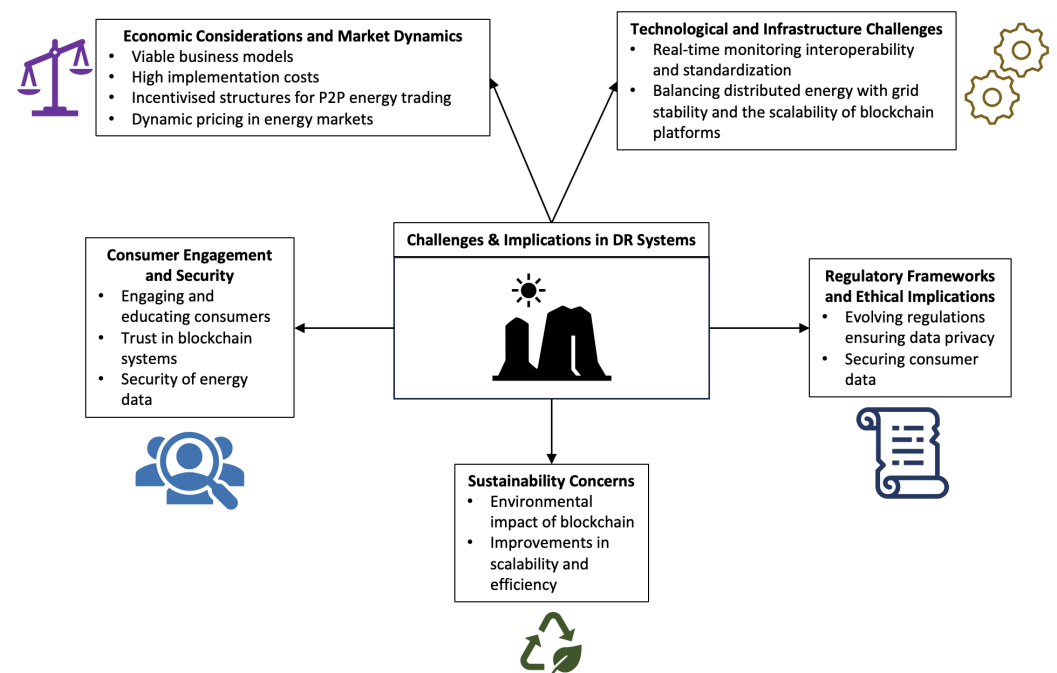 Economic Considerations and Market Dynamics
• Viable business models
• High implementation costs
• Incentivised structures for P2P energy trading
• Dynamic pricing in energy markets
Technological and Infrastructure Challenges
• Real-time monitoring interoperability
and standardization
• Balancing distributed energy with grid
stability and the scalability of blockchain
platforms
Challenges & Implications in DR Systems
Consumer Engagement
and Security
• Engaging and
educating consumers
• Trust in blockchain
systems
• Security of energy
data
Regulatory Frameworks
and Ethical Implications
• Evolving regulations
ensuring data privacy
• Securing consumer
data
Sustainability Concerns
• Environmental
impact of blockchain
• Improvements in
scalability and
efficiency